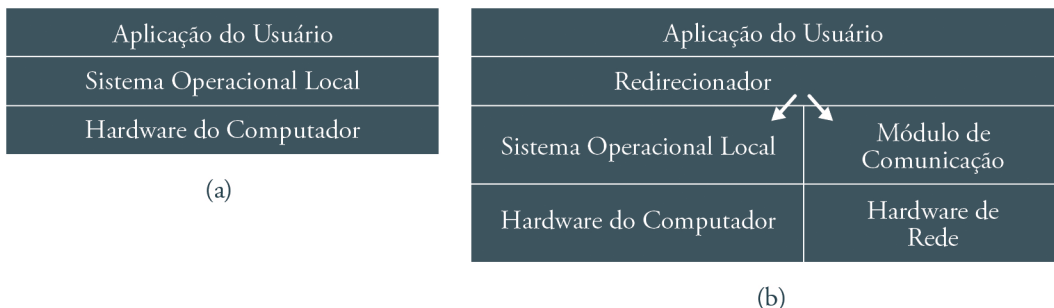 Aplicação do Usuário
Sistema Operacional Local
Hardware do Computador
(a)
Aplicação do Usuário
Redirecionador
Sistema Operacional Local
Módulo de
Comunicação
Hardware do Computador
Hardware de
Rede
(b)